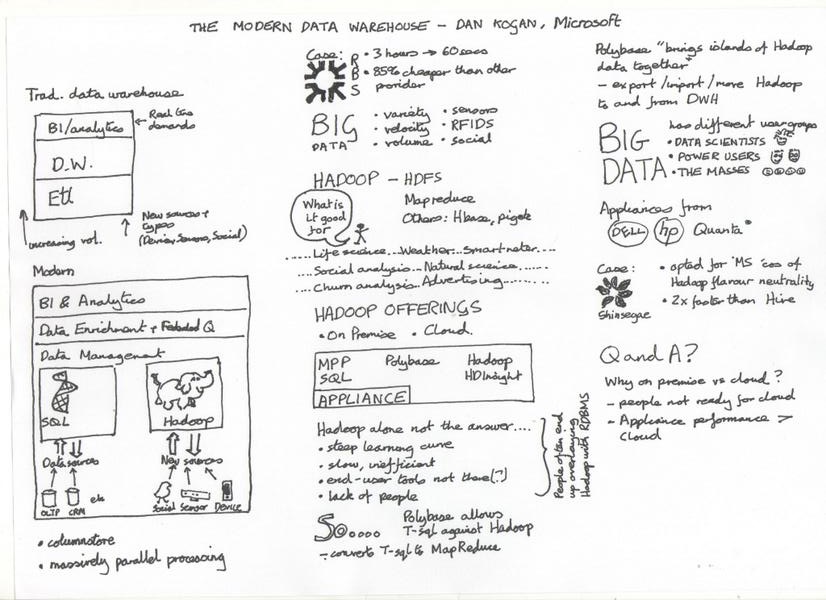 THE MODERN DATA WAREHOUSE - DAN KOGAN, Microsoft
Trad. data warehouse
BI/analytics
D.W.
Etl
← Real time
demands
increasing vol.
New sources +
types
(Device, Sensors, Social)
Modern
BI & Analytics
Data Enrichment + Federated Q
Data Management
SQL
Hadoop
Data sources
New sources
OLTP CRM etc
Social Sensor DEVICE
• columnstore
• massively parallel processing
Case: RBS
• 3 hours → 60 secs
• 85% cheaper than other
provider
BIG
DATA
• variety
• velocity
• volume
• sensors
• RFIDS
• social
HADOOP - HDFS
Mapreduce
Others: Hbase,
What is
it good
for
.....Life science...Weather...Smartmeter....
.....Social analysis...Natural science......
....Churn analysis..Advertising......
HADOOP OFFERINGS
• On Premise • Cloud.
MPP Polybase Hadoop
SQL HDInsight
APPLIANCE
Hadoop alone not the answer....
• steep learning curve
• slow, inefficient
• end-user tools not there(?)
• lack of people
People often end
up overlaying
Hadoop with RDBMS
So....
Polybase allows
T-sql against Hadoop
- converts T-sql to MapReduce
Polybase "brings islands of Hadoop
data together"
- export/import/move Hadoop
to and from DWH
BIG
DATA
has different user groups
• DATA SCIENTISTS
• POWER USERS
• THE MASSES
Appliances from
DELL hp Quanta
Case:
Shinsegae
• opted for MS 'cos of
Hadoop flavour neutrality
• 2x faster than Hive
Q and A?
Why on premise vs cloud?
- people not ready for cloud
- Appliance performance >
cloud